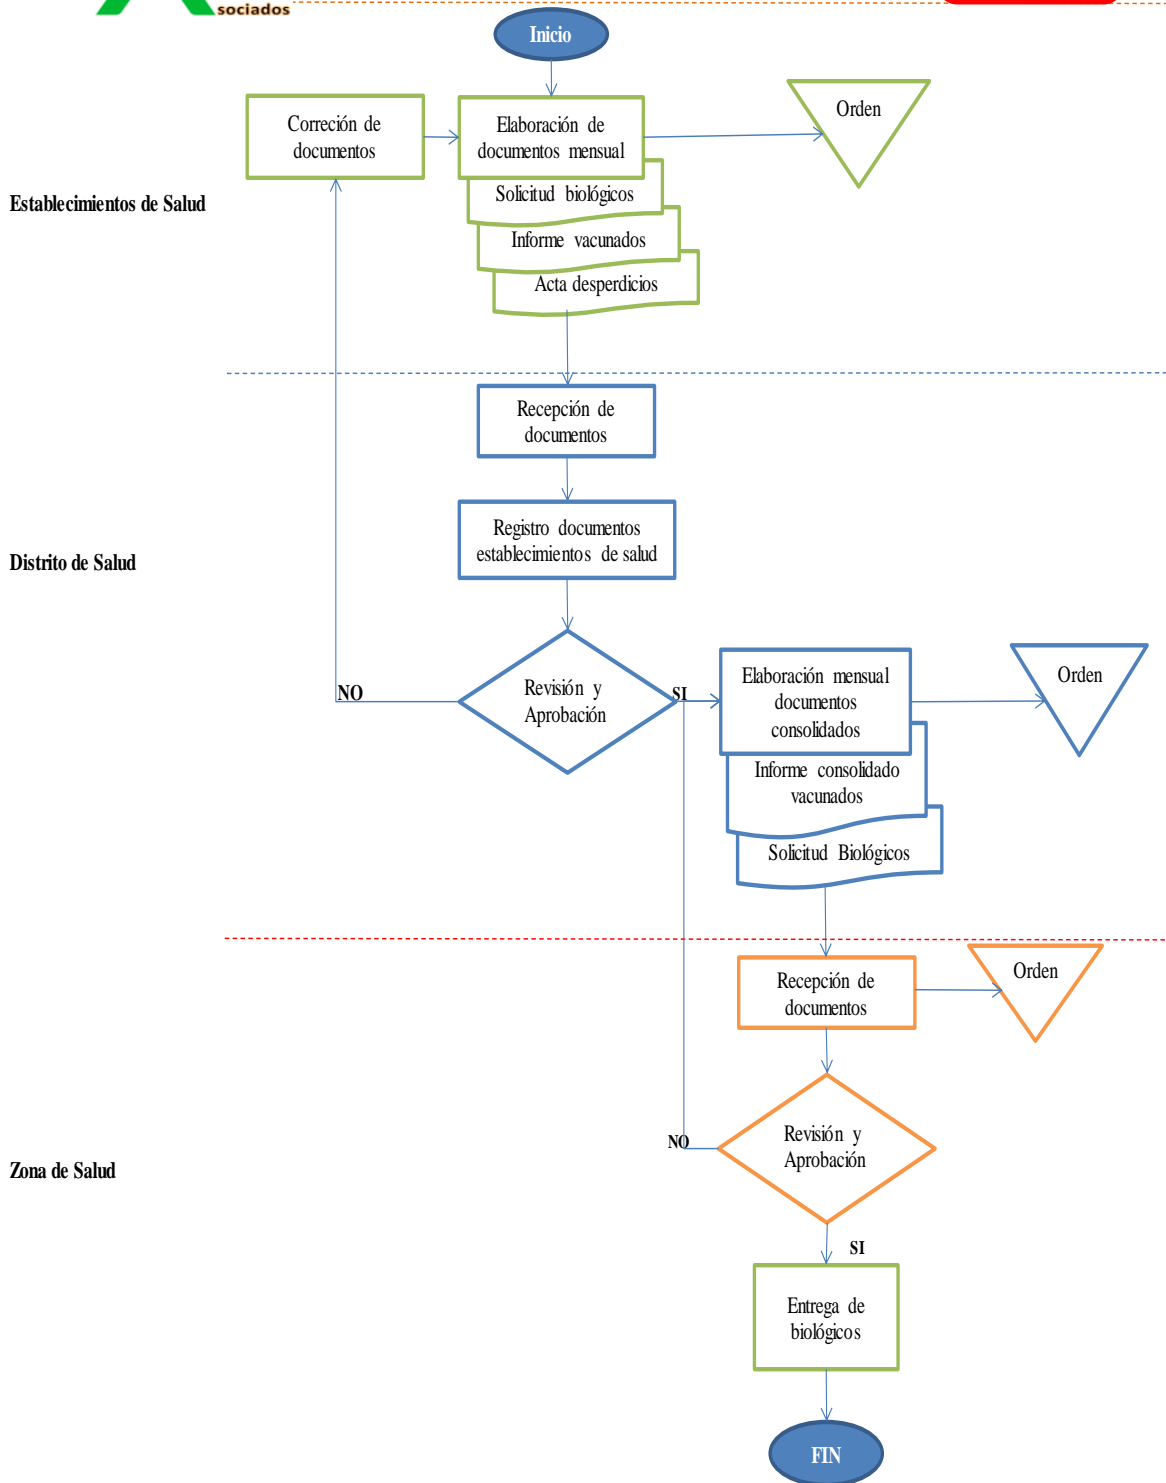 sociados
Inicio
Correción de
documentos
Elaboración de
documentos mensual
Orden
Establecimientos de Salud
Solicitud biológicos
Informe vacunados
Acta desperdicios
Recepción de
documentos
Registro documentos
establecimientos de salud
Distrito de Salud
Revisión y
Aprobación
NO
SI
Elaboración mensual
documentos
consolidados
Orden
Informe consolidado
vacunados
Solicitud Biológicos
Recepción de
documentos
Orden
Revisión y
Aprobación
NO
Zona de Salud
SI
Entrega de
biológicos
FIN